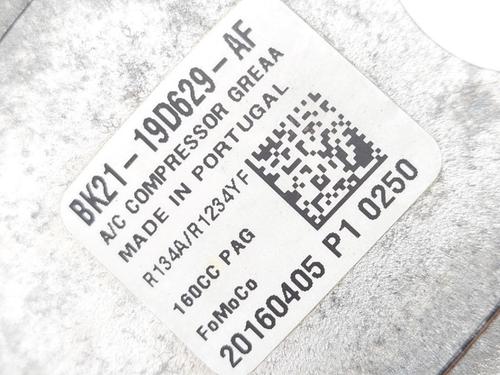 BK21-19D629-AF
A/C COMPRESSOR GREAA
MADE IN PORTUGAL
R134A/R1234YF
160CC PAG
FoMoCo
20160405 P1 0250